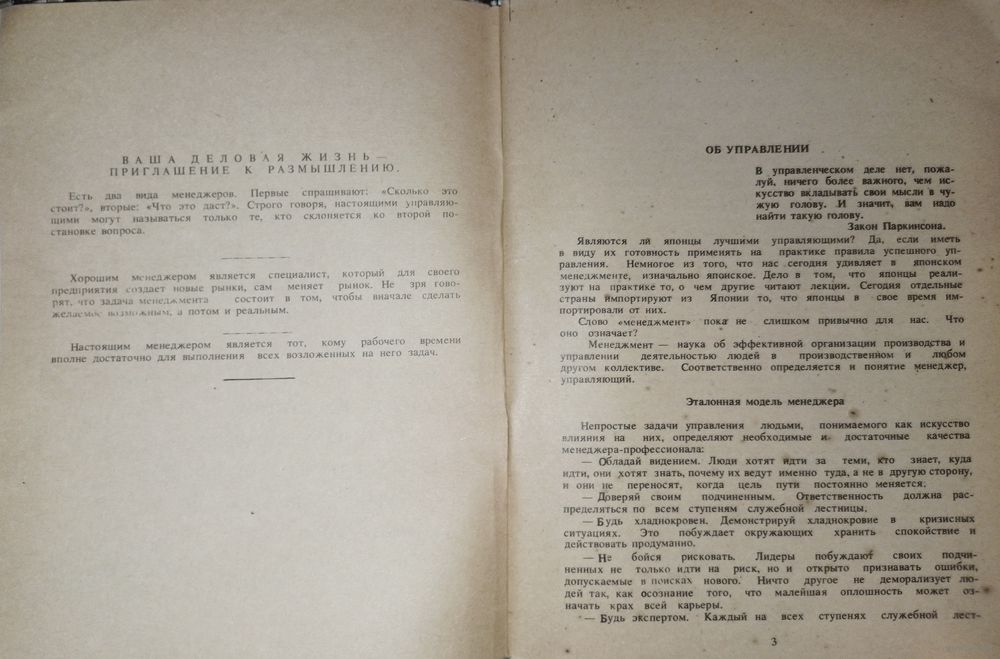 ВАША ДЕЛОВАЯ ЖИЗНЬ —
ПРИГЛАШЕНИЕ К РАЗМЫШЛЕНИЮ.
Есть два вида менеджеров. Первые спрашивают: «Сколько это
стоит?», вторые: «Что это даст?». Строго говоря, настоящими управляю-
щими могут называться только те, кто склоняется ко второй по-
становке вопроса.
Хорошим менеджером является специалист, который для своего
предприятия создает новые рынки, сам меняет рынок. Не зря гово-
рят, что задача менеджмента состоит в том, чтобы вначале сделать
желаемое возможным, а потом и реальным.
Настоящим менеджером является тот, кому рабочего времени
вполне достаточно для выполнения всех возложенных на него задач.
ОБ УПРАВЛЕНИИ
В управленческом деле нет, пожа-
луй, ничего более важного, чем ис-
кусство вкладывать свои мысли в чу-
жую голову. И значит, вам надо
найти такую голову.
Закон Паркинсона.
Являются ли японцы лучшими управляющими? Да, если иметь
в виду их готовность применять на практике правила успешного уп-
равления. Немногое из того, что нас сегодня удивляет в японском
менеджменте, изначально японское. Дело в том, что японцы реали-
зуют на практике то, о чем другие читают лекции. Сегодня отдельные
страны импортируют из Японии то, что японцы в свое время им-
портировали от них.
Слово «менеджмент» пока не слишком привычно для нас. Что
оно означает?
Менеджмент — наука об эффективной организации производства и
управлении деятельностью людей в производственном и любом
другом коллективе. Соответственно определяется и понятие менеджер,
управляющий.
Эталонная модель менеджера
Непростые задачи управления людьми, понимаемого как искусство
влияния на них, определяют необходимые и достаточные качества
менеджера-профессионала:
— Обладай видением. Люди хотят идти за теми, кто знает, куда
идти, они хотят знать, почему их ведут именно туда, а не в другую сторону,
и они не переносят, когда цель пути постоянно меняется.
— Доверяй своим подчиненным. Ответственность должна рас-
пределяться по всем ступеням служебной лестницы.
— Будь хладнокровен. Демонстрируй хладнокровие в кризисных
ситуациях. Это побуждает окружающих хранить спокойствие и
действовать продуманно.
— Не бойся рисковать. Лидеры побуждают своих подчи-
ненных не только идти на риск, но и открыто признавать ошибки,
допускаемые в поисках нового. Ничто другое не деморализует лю-
дей так, как осознание того, что малейшая оплошность может оз-
начать крах всей карьеры.
— Будь экспертом. Каждый на всех ступенях служебной лест-
3